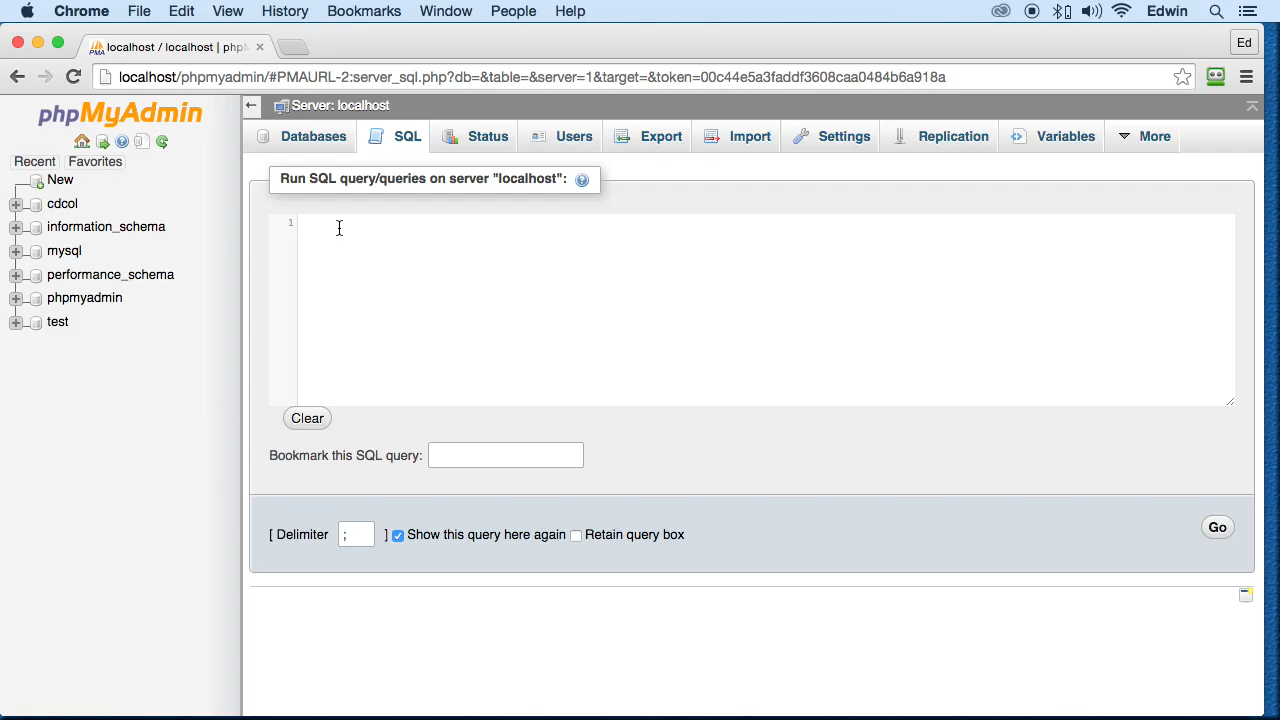 Chrome File Edit View History Bookmarks Window People Help Edwin
localhost / localhost | phpM Ed
localhost/phpmyadmin/#PMAURL-2:server_sql.php?db=&table=&server=1&target=&token=00c44e5a3faddf3608caa0484b6a918a
phpMyAdmin
Recent Favorites
New
cdcol
information_schema
mysql
performance_schema
phpmyadmin
test
Server: localhost
Databases SQL Status Users Export Import Settings Replication Variables More
Run SQL query/queries on server "localhost":
1
Clear
Bookmark this SQL query:
[ Delimiter ; ] Show this query here again Retain query box Go